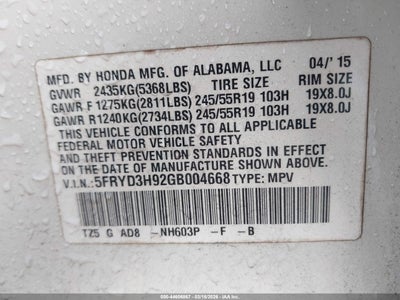 MFD. BY HONDA MFG. OF ALABAMA, LLC 04/' 15
GVWR 2435KG(5368LBS) TIRE SIZE RIM SIZE
GAWR F 1275KG(2811LBS) 245/55R19 103H 19X8.0J
GAWR R1240KG(2734LBS) 245/55R19 103H 19X8.0J
THIS VEHICLE CONFORMS TO ALL APPLICABLE
FEDERAL MOTOR VEHICLE SAFETY AND THEFT PREVENTION
STANDARDS IN EFFECT ON THE DATE OF MANUFACTURE SHOWN ABOVE.
V.I.N.: 5FRYD3H92GB004668 TYPE: MPV
TZ5 G AD8 -NH603P -F -B